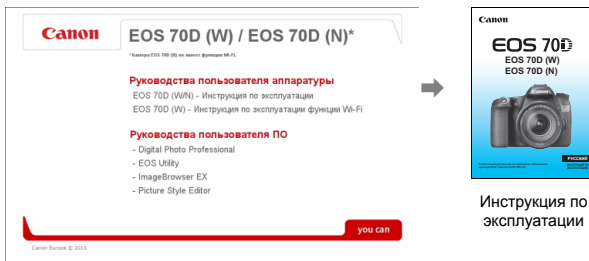 Canon
EOS 70D (W) / EOS 70D (N)*
* Камера EOS 70D (N) не имеет функции Wi-Fi.
Руководства пользователя аппаратуры
EOS 70D (W/N) - Инструкция по эксплуатации
EOS 70D (W) - Инструкция по эксплуатации функции Wi-Fi
Руководства пользователя ПО
- Digital Photo Professional
- EOS Utility
- ImageBrowser EX
- Picture Style Editor
you can
Canon Europe © 2013
Canon
EOS 70D
EOS 70D (W)
EOS 70D (N)
РУССКИЙ
Инструкция по
эксплуатации